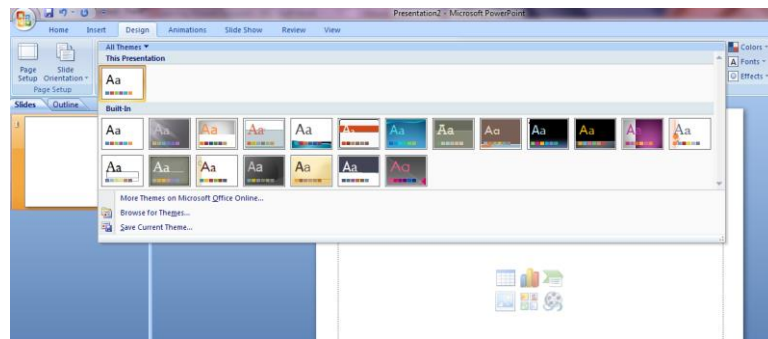 Presentation2 - Microsoft PowerPoint
Home Insert Design Animations Slide Show Review View
All Themes
This Presentation
Aa
Page Setup
Slide Orientation
Page Setup
Colors
Fonts
Effects
Slides Outline
Built-In
Aa Aa Aa Aa Aa Aa Aa Aa Aa Aa Aa Aa Aa
Aa Aa Aa Aa Aa Aa Aa
More Themes on Microsoft Office Online...
Browse for Themes...
Save Current Theme...